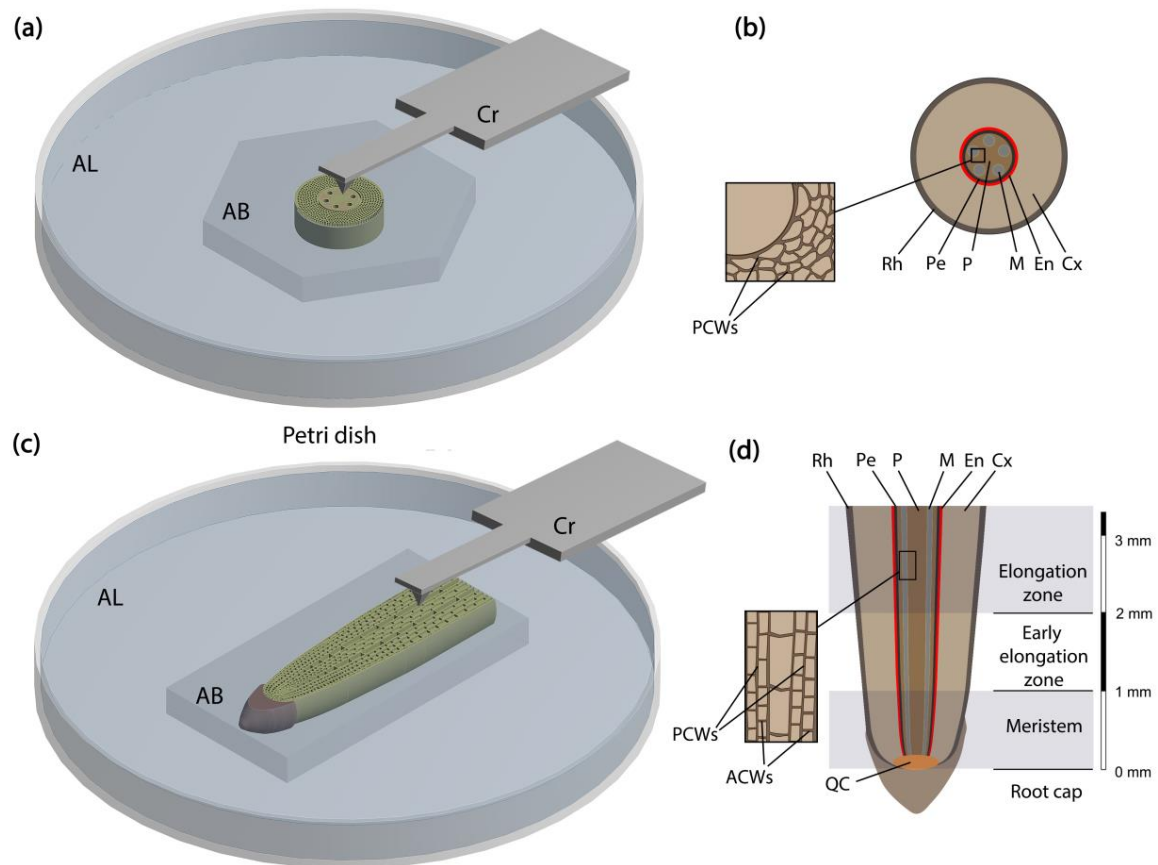 (a)
Cr
AL
AB
(b)
Rh Pe P M En Cx
PCWs
(c)
Petri dish
Cr
AL
AB
(d)
Rh Pe P M En Cx
3 mm
Elongation
zone
2 mm
Early
elongation
zone
1 mm
PCWs
Meristem
ACWs
QC
0 mm
Root cap